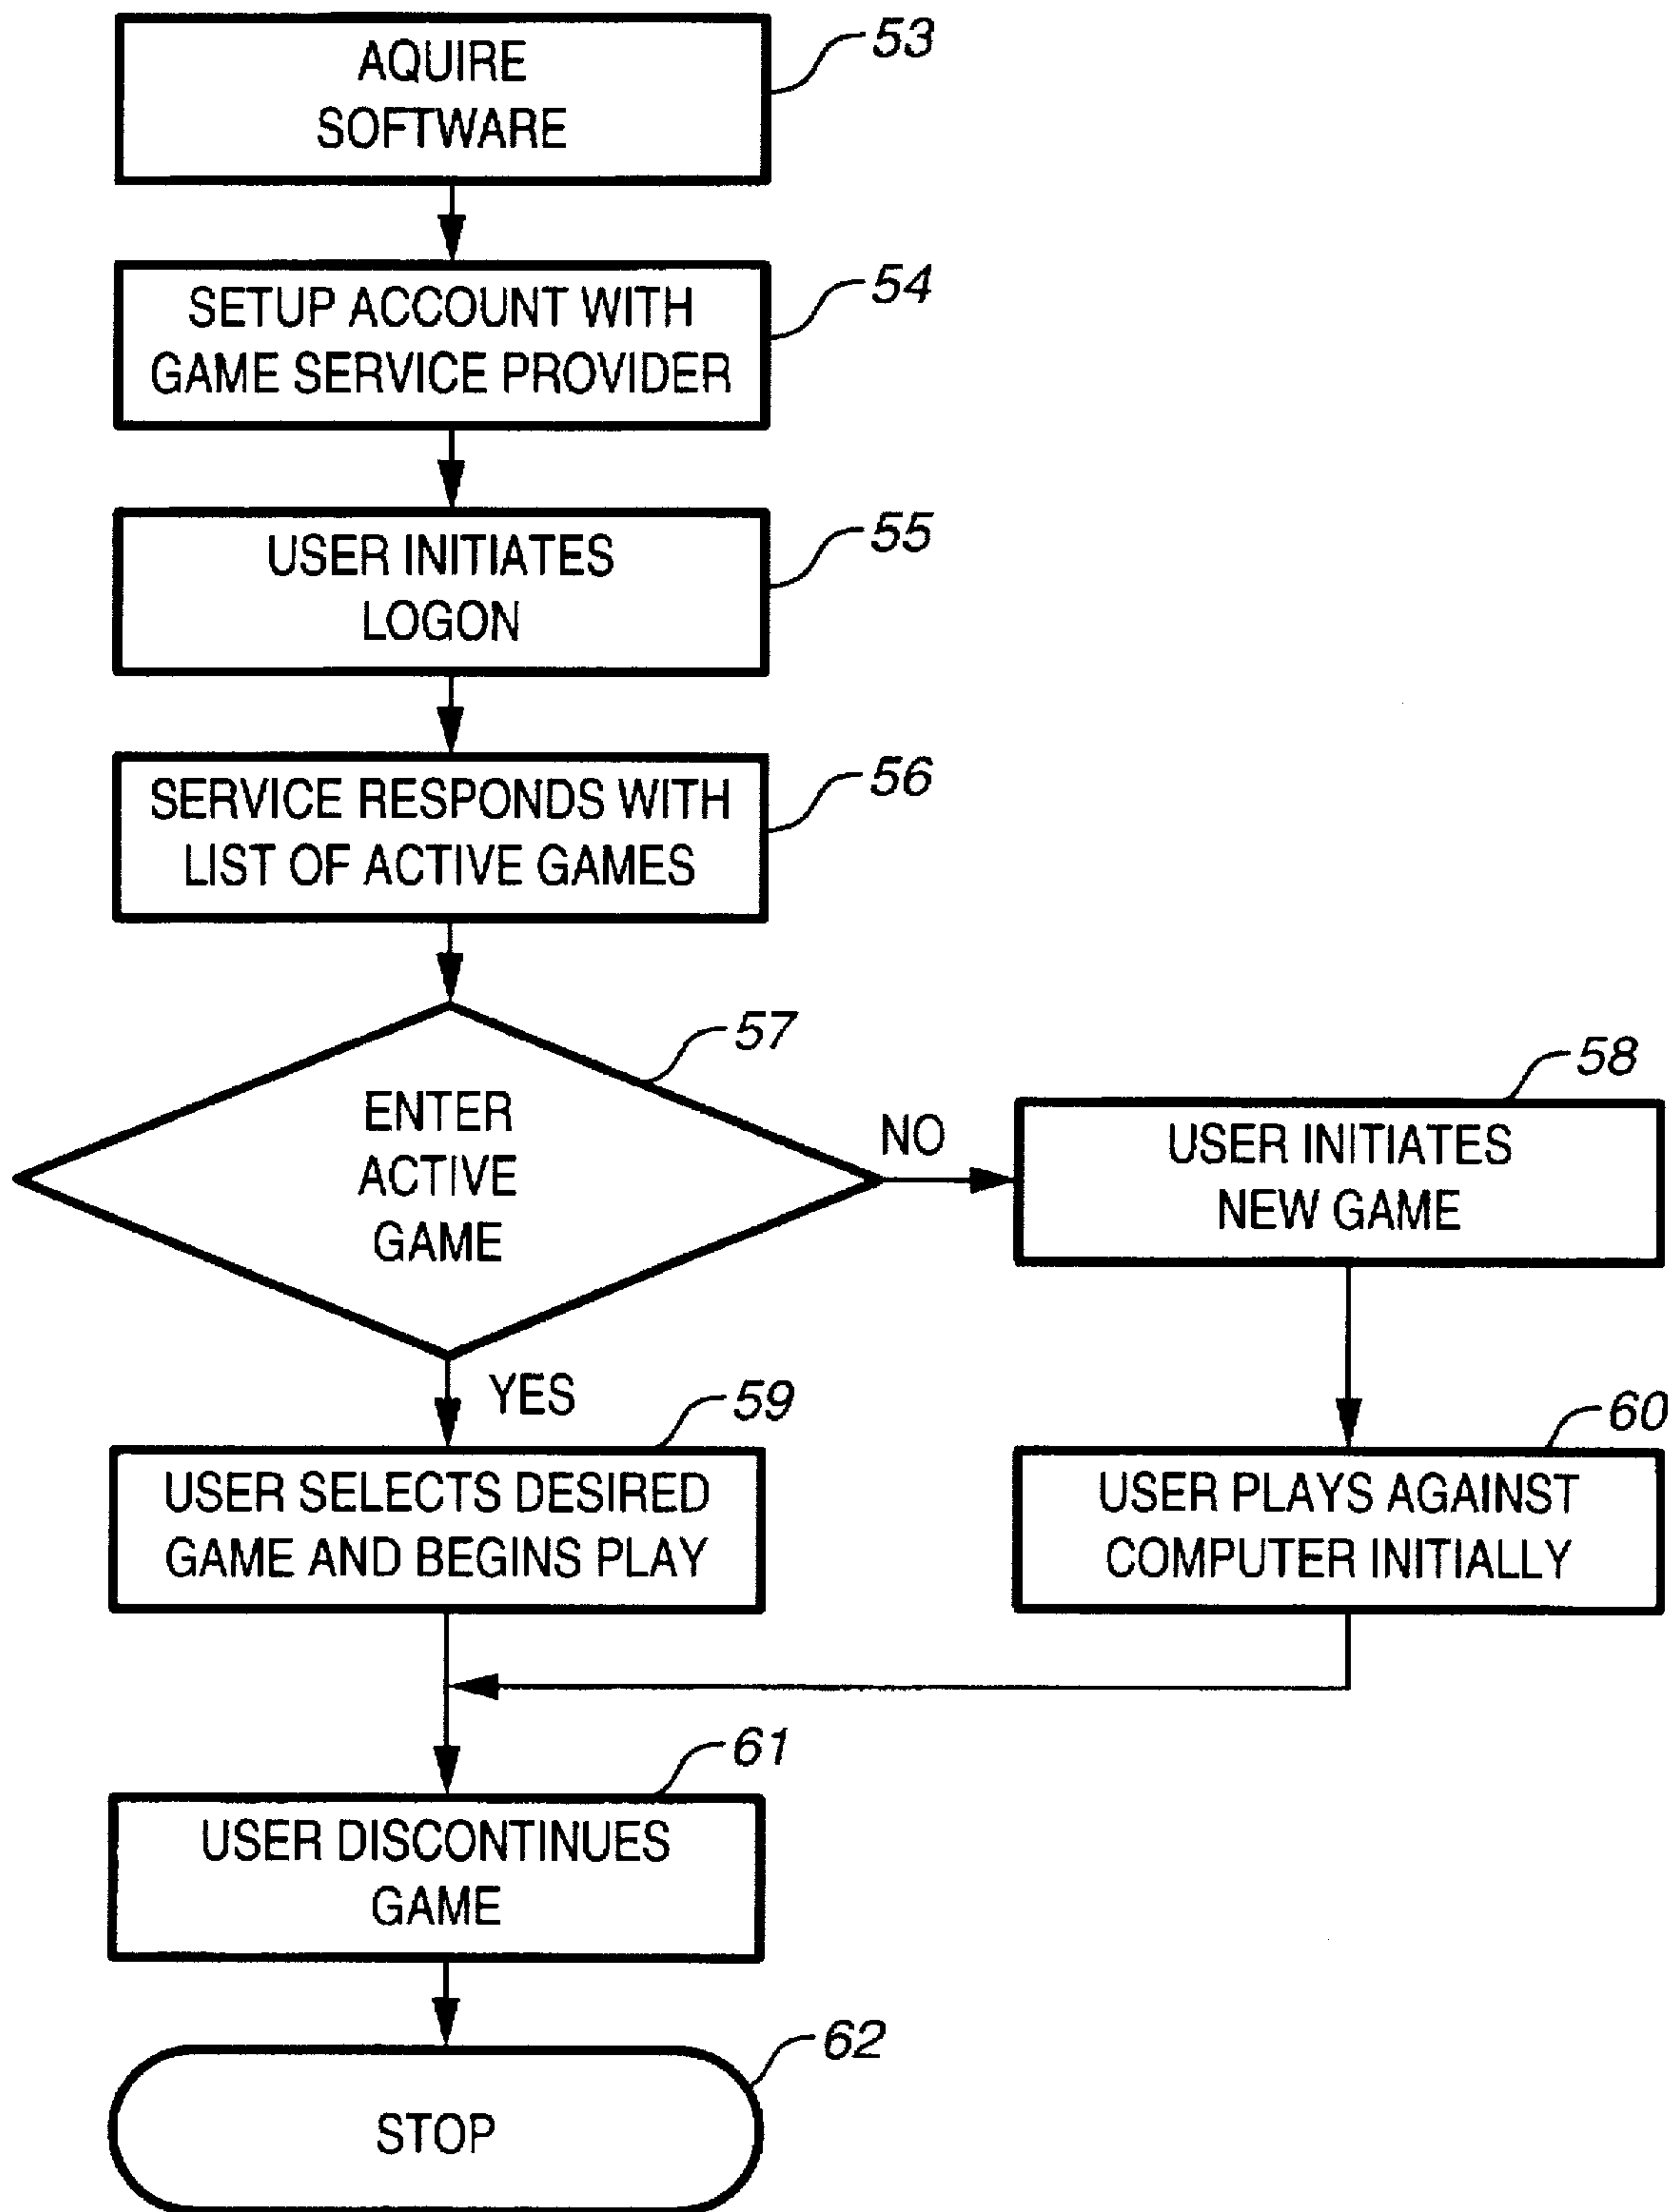 AQUIRE
SOFTWARE
53
SETUP ACCOUNT WITH
GAME SERVICE PROVIDER
54
USER INITIATES
LOGON
55
SERVICE RESPONDS WITH
LIST OF ACTIVE GAMES
56
ENTER
ACTIVE
GAME
57
NO
USER INITIATES
NEW GAME
58
YES
USER SELECTS DESIRED
GAME AND BEGINS PLAY
59
USER PLAYS AGAINST
COMPUTER INITIALLY
60
USER DISCONTINUES
GAME
61
STOP
62